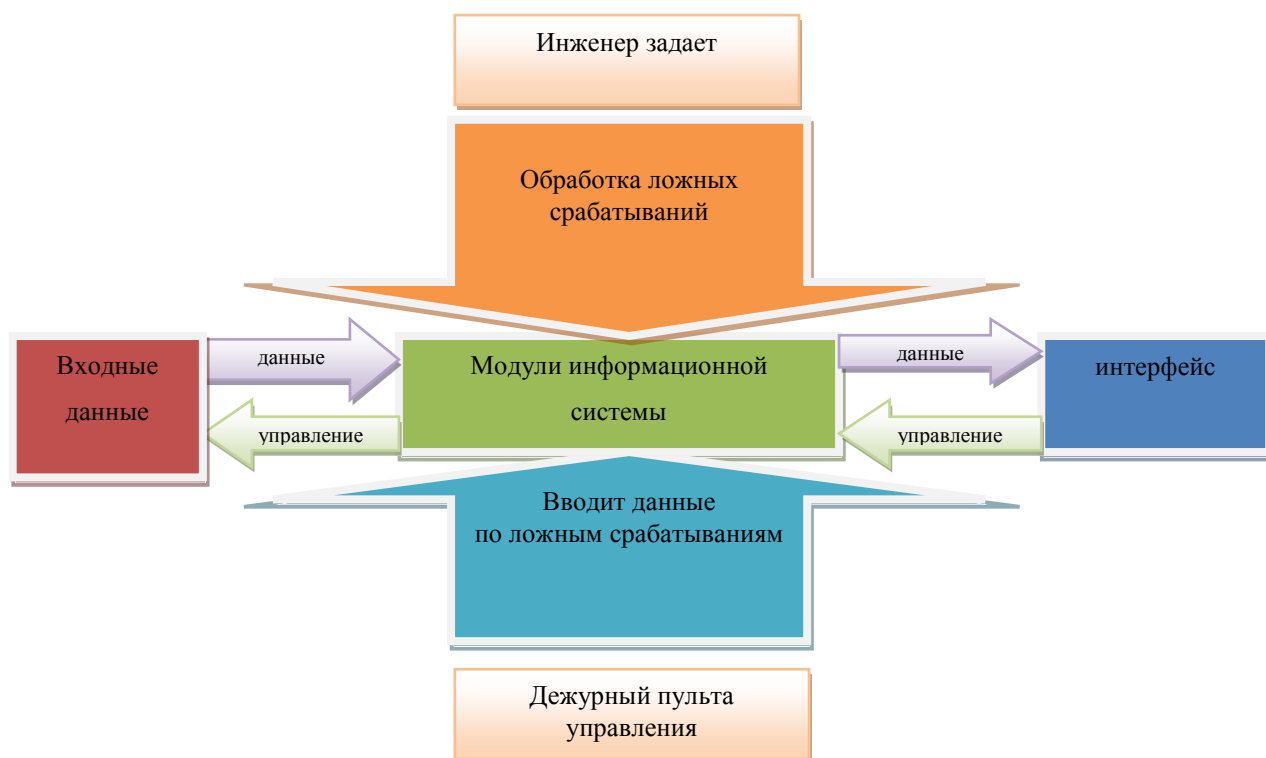 Инженер задает
Обработка ложных
срабатываний
Входные
данные
данные
управление
Модули информационной
системы
данные
управление
интерфейс
Вводит данные
по ложным срабатываниям
Дежурный пульта
управления